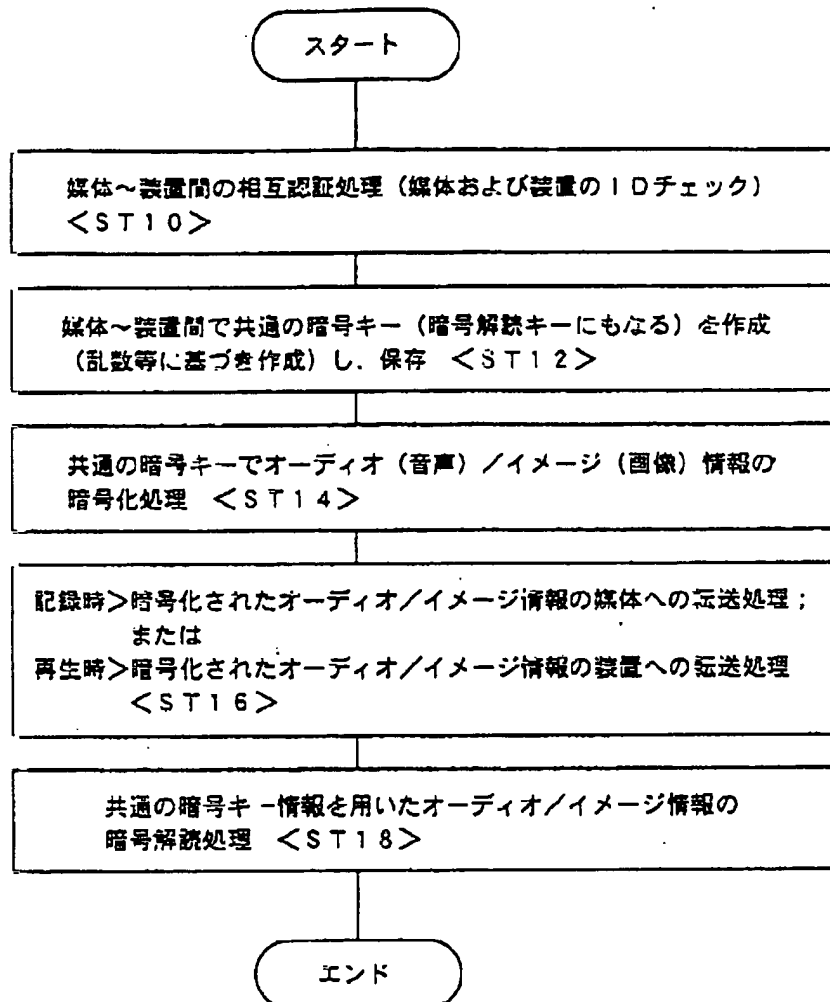 スタート
媒体～装置間の相互認証処理（媒体および装置のIDチェック）
＜ST10＞
媒体～装置間で共通の暗号キー（暗号解読キーにもなる）を作成
（乱数等に基づき作成）し．保存　＜ST12＞
共通の暗号キーでオーディオ（音声）／イメージ（画像）情報の
暗号化処理　＜ST14＞
記録時＞暗号化されたオーディオ／イメージ情報の媒体への転送処理；
または
再生時＞暗号化されたオーディオ／イメージ情報の装置への転送処理
＜ST16＞
共通の暗号キー情報を用いたオーディオ／イメージ情報の
暗号解読処理　＜ST18＞
エンド